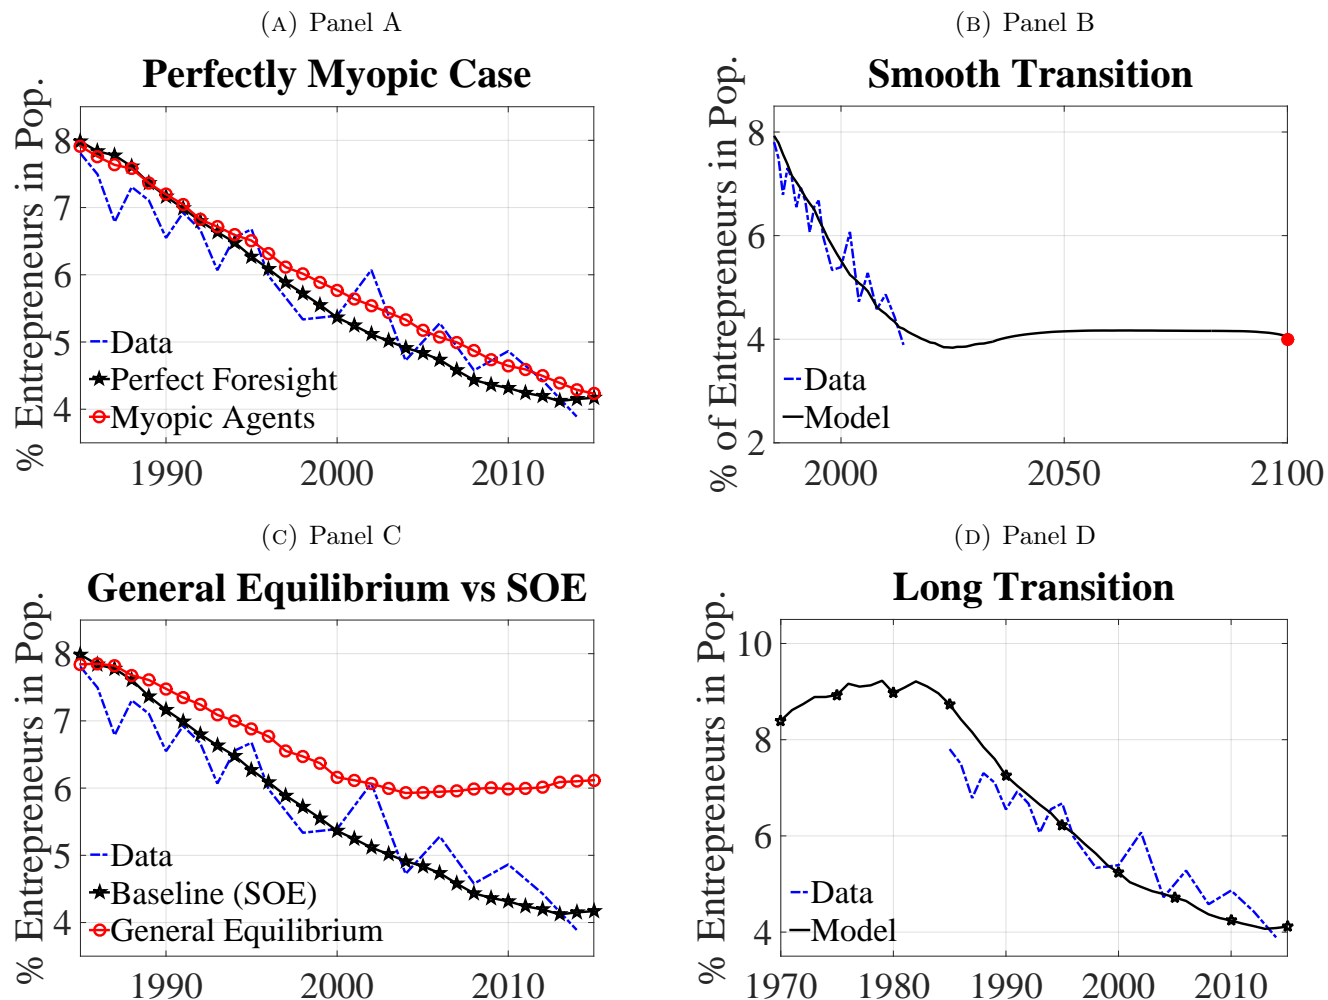 (A) Panel A
Perfectly Myopic Case
% Entrepreneurs in Pop.
8
7
6
5
4
Data
Perfect Foresight
Myopic Agents
1990
2000
2010
(B) Panel B
Smooth Transition
% of Entrepreneurs in Pop.
8
6
4
2
Data
Model
2000
2050
2100
(C) Panel C
General Equilibrium vs SOE
% Entrepreneurs in Pop.
8
7
6
5
4
Data
Baseline (SOE)
General Equilibrium
1990
2000
2010
(D) Panel D
Long Transition
% Entrepreneurs in Pop.
10
8
6
4
Data
Model
1970
1980
1990
2000
2010